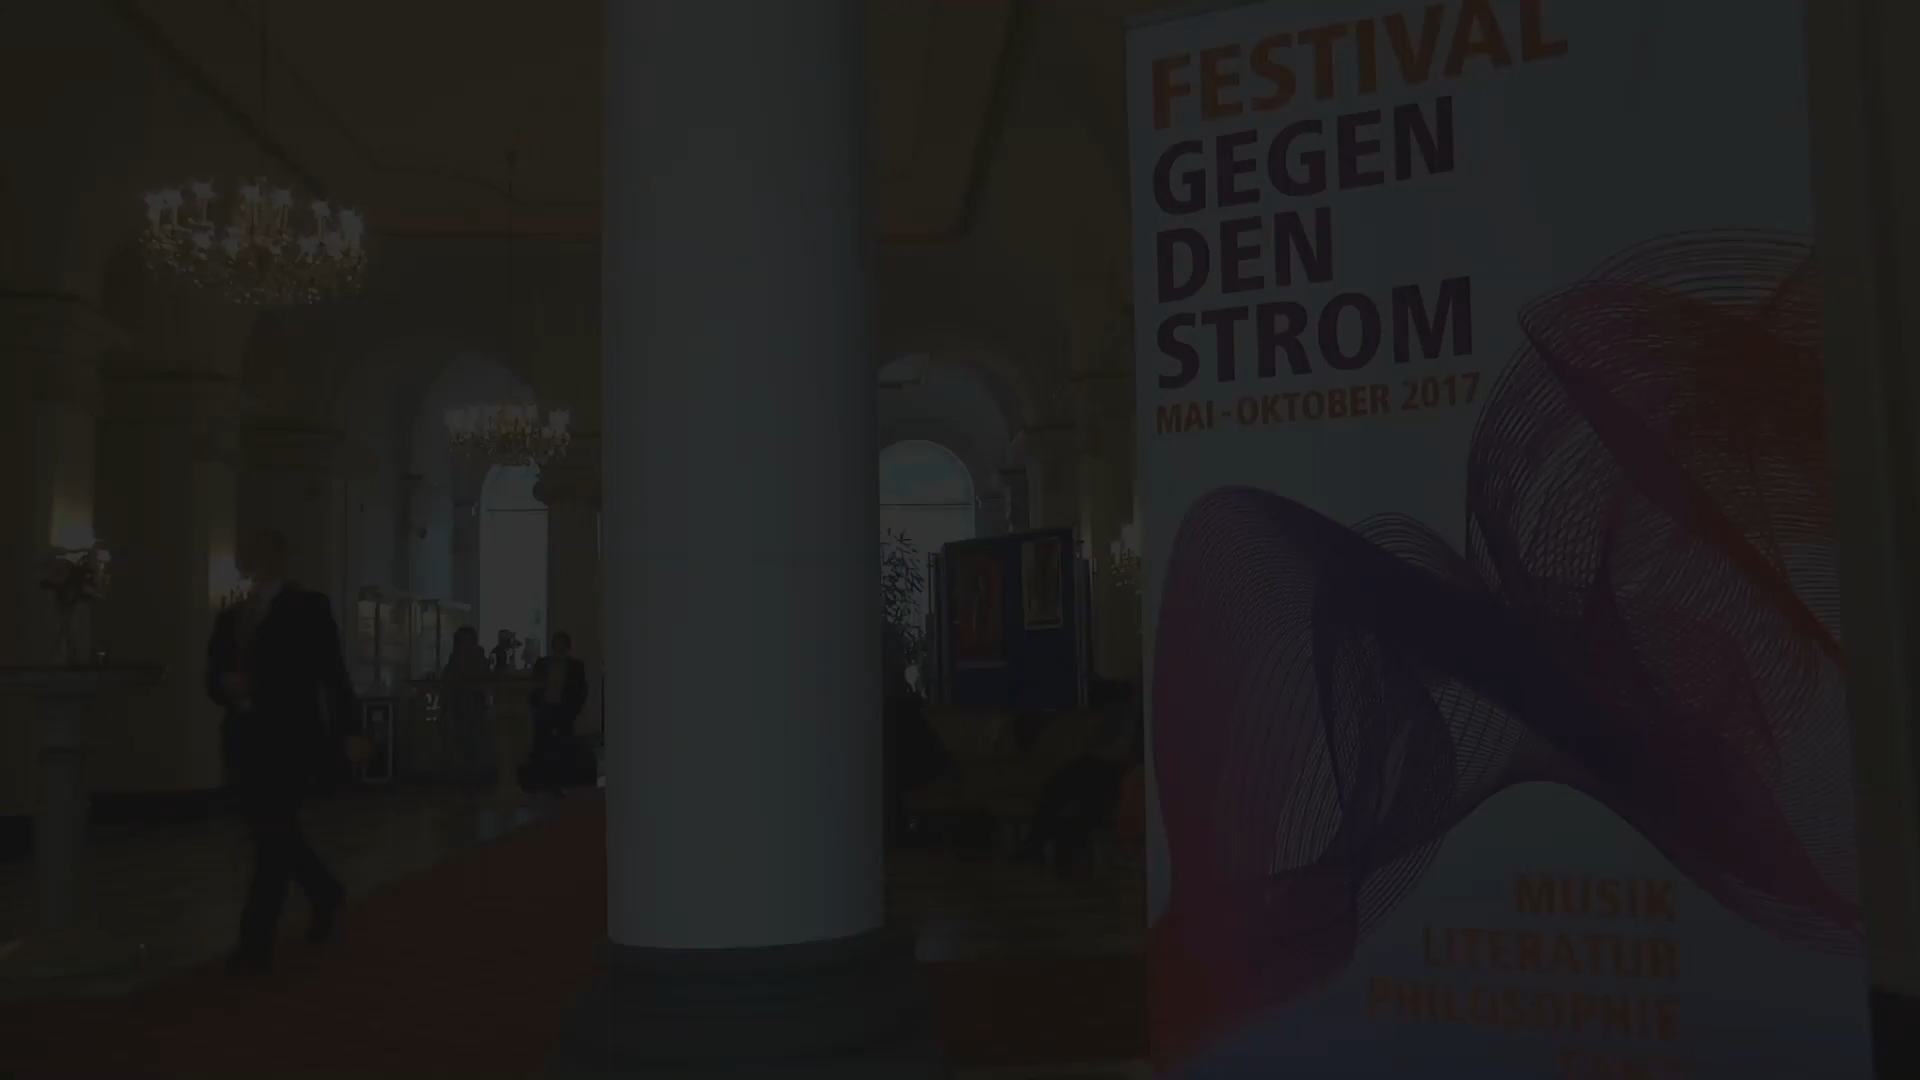 FESTIVAL
GEGEN
DEN
STROM
MAI-OKTOBER 2017
MUSIK
LITERATUR
PHILOSOPHIE